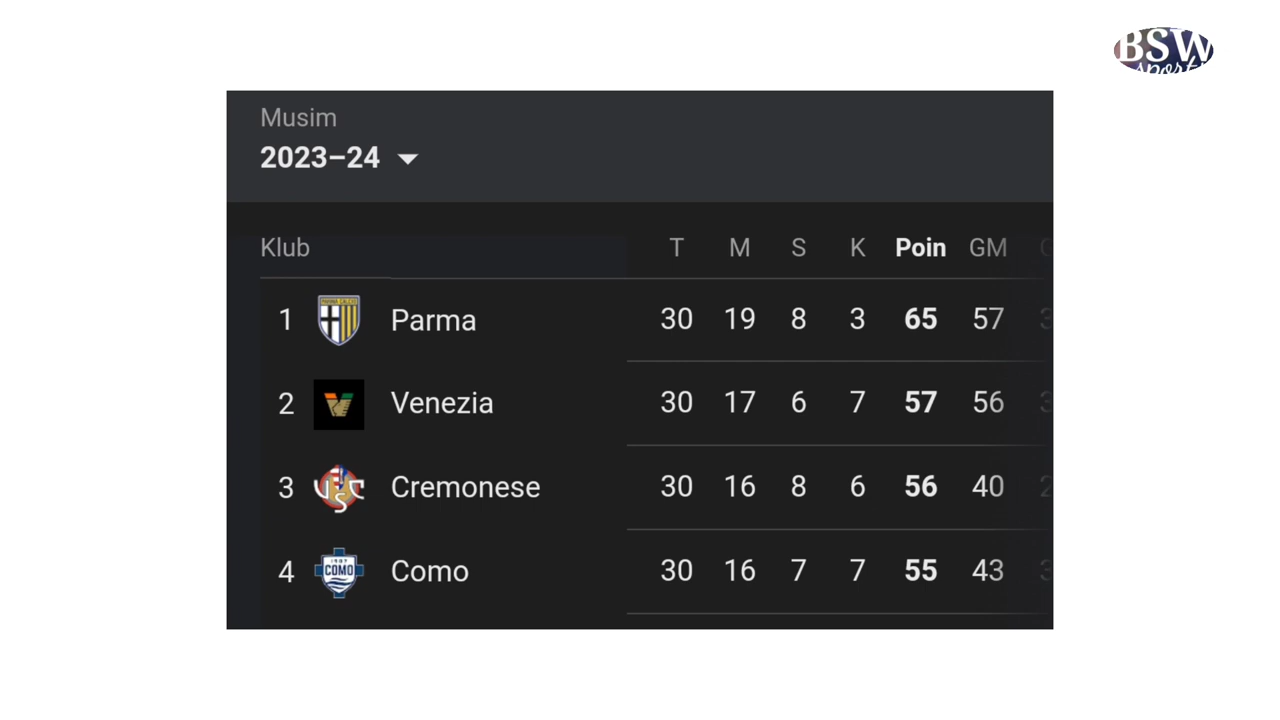 BSW
sport
Musim
2023–24
Klub T M S K Poin GM
1 Parma 30 19 8 3 65 57
2 Venezia 30 17 6 7 57 56
3 Cremonese 30 16 8 6 56 40
4 COMO Como 30 16 7 7 55 43